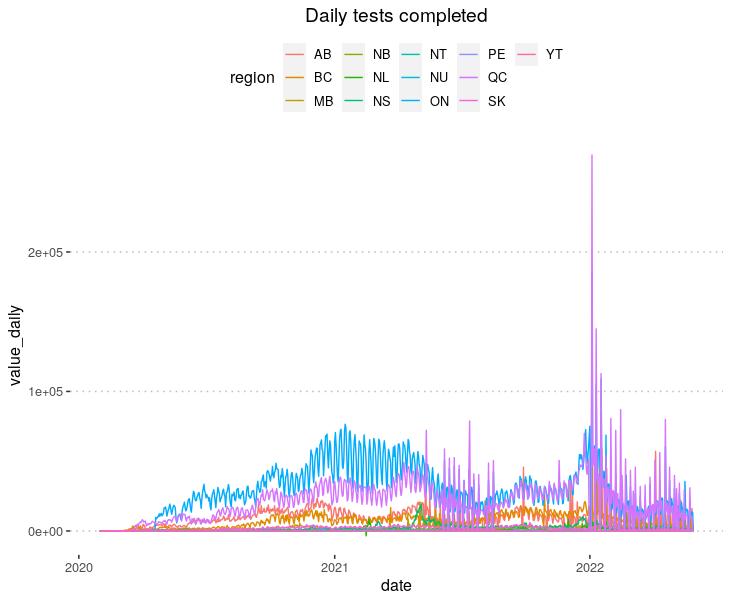 Daily tests completed
region
AB NB NT PE YT
BC NL NU QC
MB NS ON SK
value_daily
2e+05
1e+05
0e+00
2020 2021 2022
date